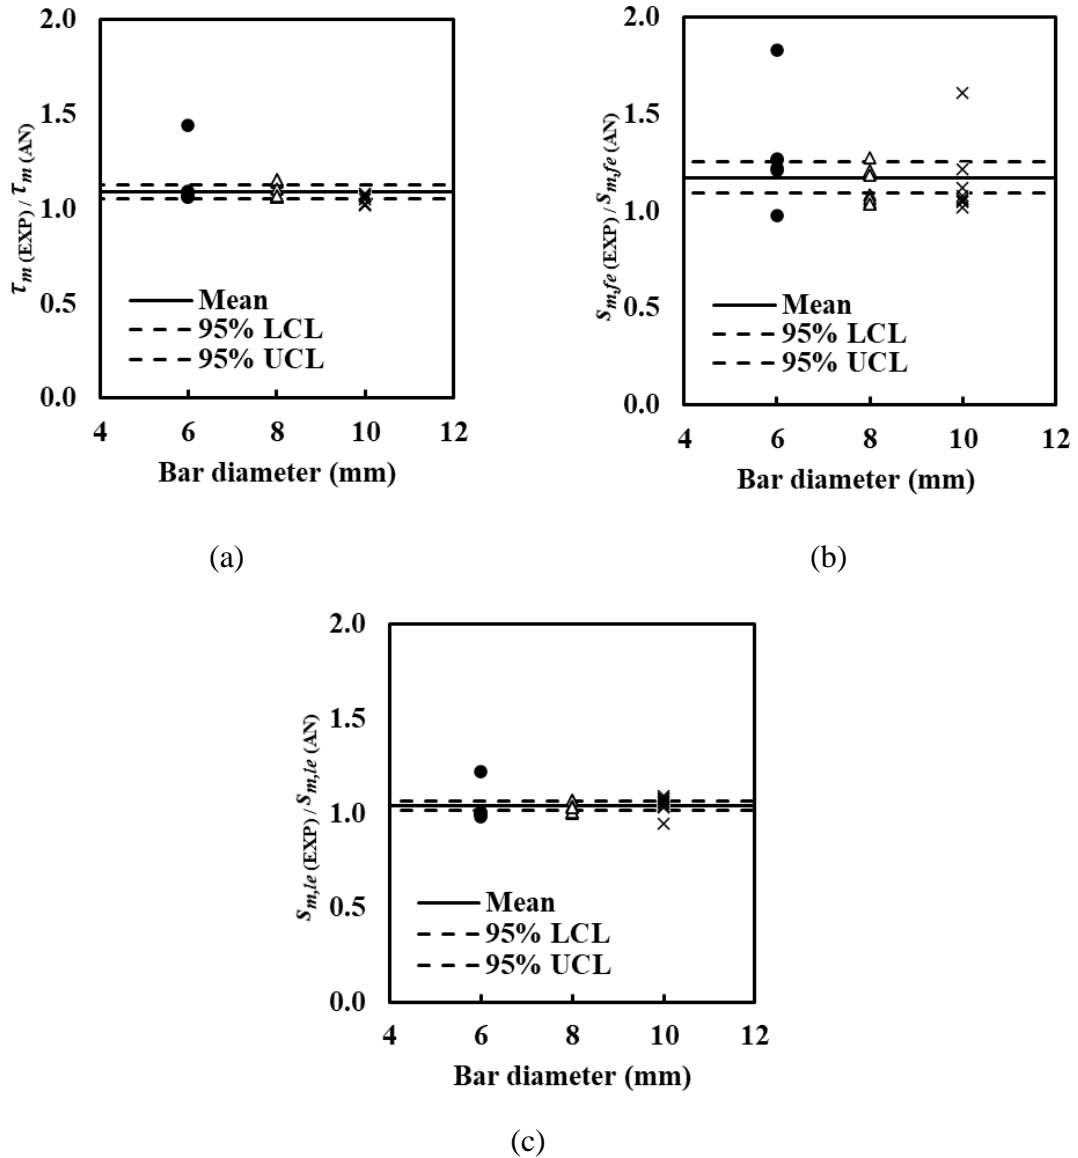 2.0
1.5
1.0
0.5
0.0
τm (EXP) / τm (AN)
Mean
95% LCL
95% UCL
4 6 8 10 12
Bar diameter (mm)
(a)
2.0
1.5
1.0
0.5
0.0
sm,fe (EXP) / sm,fe (AN)
Mean
95% LCL
95% UCL
4 6 8 10 12
Bar diameter (mm)
(b)
2.0
1.5
1.0
0.5
0.0
sm,le (EXP) / sm,le (AN)
Mean
95% LCL
95% UCL
4 6 8 10 12
Bar diameter (mm)
(c)